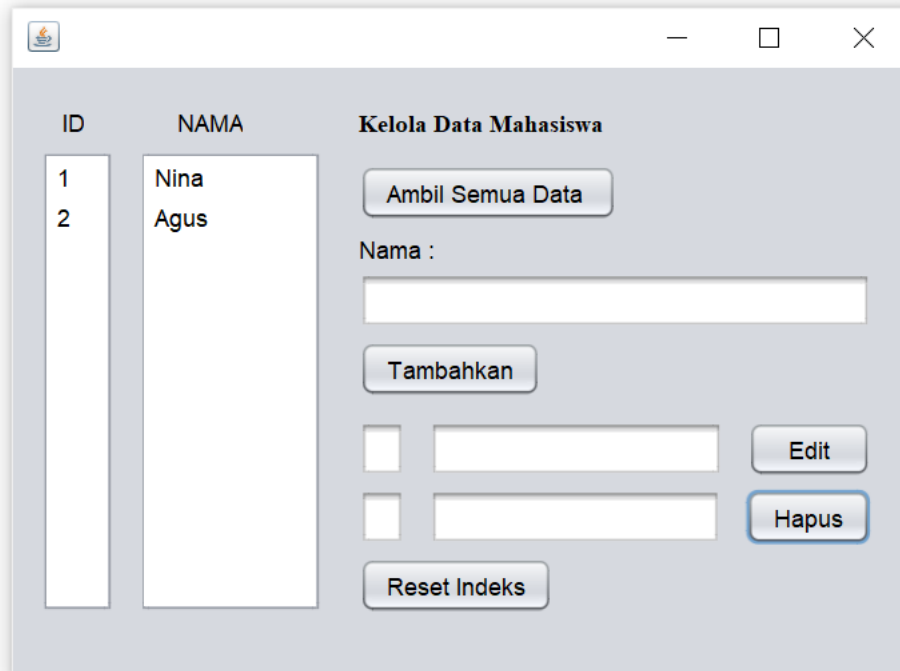 ID NAMA Kelola Data Mahasiswa
1 Nina
2 Agus
Ambil Semua Data
Nama :
Tambahkan
Edit
Hapus
Reset Indeks